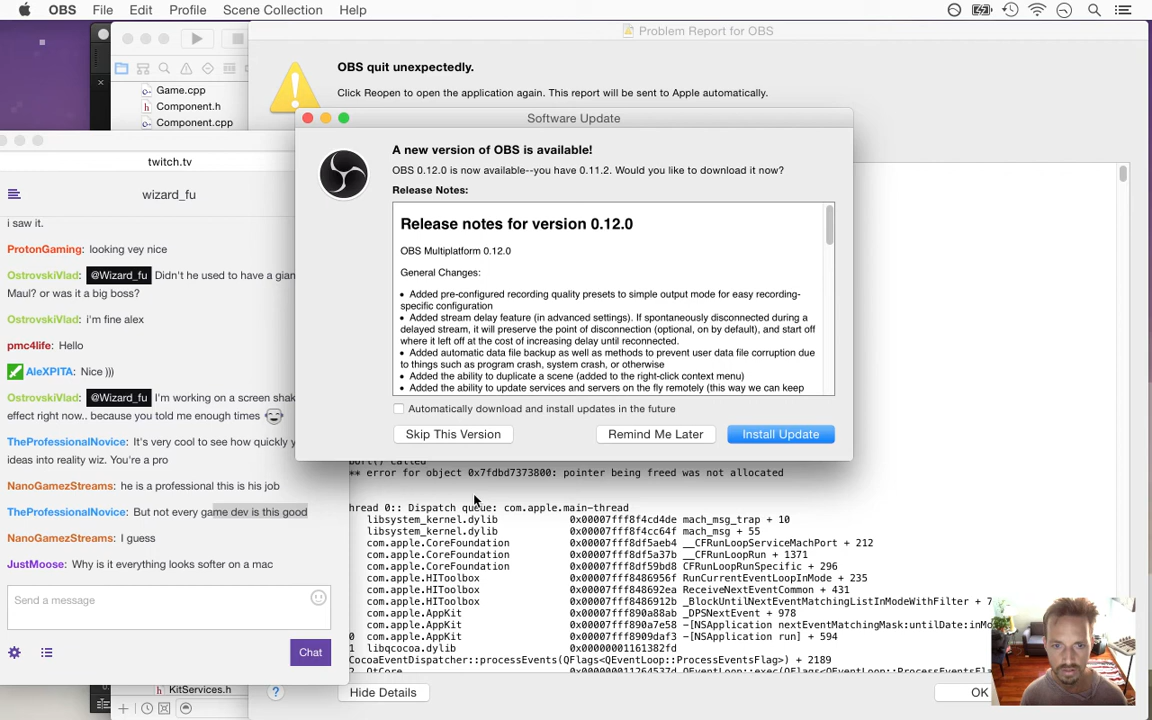 OBS File Edit Profile Scene Collection Help
Problem Report for OBS
OBS quit unexpectedly.
Click Reopen to open the application again. This report will be sent to Apple automatically.
Game.cpp
Component.h
Component.cpp
Software Update
A new version of OBS is available!
OBS 0.12.0 is now available--you have 0.11.2. Would you like to download it now?
Release Notes:
Release notes for version 0.12.0
OBS Multiplatform 0.12.0
General Changes:
• Added pre-configured recording quality presets to simple output mode for easy recording-
specific configuration
• Added stream delay feature (in advanced settings). If spontaneously disconnected during a
delayed stream, it will preserve the point of disconnection (optional, on by default), and start off
where it left off at the cost of increasing delay until reconnected.
• Added automatic data file backup as well as methods to prevent user data file corruption due
to things such as program crash, system crash, or otherwise
• Added the ability to duplicate a scene (added to the right-click context menu)
• Added the ability to update services and servers on the fly remotely (this way we can keep
Automatically download and install updates in the future
Skip This Version Remind Me Later Install Update
twitch.tv
wizard_fu
i saw it.
ProtonGaming: looking vey nice
OstrovskiVlad: @Wizard_fu Didn't he used to have a gian
Maul? or was it a big boss?
OstrovskiVlad: i'm fine alex
pmc4life: Hello
AleXPITA: Nice )))
OstrovskiVlad: @Wizard_fu I'm working on a screen shak
effect right now.. because you told me enough times
TheProfessionalNovice: It's very cool to see how quickly y
ideas into reality wiz. You're a pro
NanoGamezStreams: he is a professional this is his job
TheProfessionalNovice: But not every game dev is this good
NanoGamezStreams: I guess
JustMoose: Why is it everything looks softer on a mac
Send a message
Chat
KitServices.h
** error for object 0x7fdbd7373800: pointer being freed was not allocated
hread 0:: Dispatch queue: com.apple.main-thread
libsystem_kernel.dylib 0x00007fff8f4cd4de mach_msg_trap + 10
libsystem_kernel.dylib 0x00007fff8f4cc64f mach_msg + 55
com.apple.CoreFoundation 0x00007fff8df5aeb4 __CFRunLoopServiceMachPort + 212
com.apple.CoreFoundation 0x00007fff8df5a37b __CFRunLoopRun + 1371
com.apple.CoreFoundation 0x00007fff8df59bd8 CFRunLoopRunSpecific + 296
com.apple.HIToolbox 0x00007fff8486956f RunCurrentEventLoopInMode + 235
com.apple.HIToolbox 0x00007fff848692ea ReceiveNextEventCommon + 431
com.apple.HIToolbox 0x00007fff8486912b _BlockUntilNextEventMatchingListInModeWithFilter + 7
com.apple.AppKit 0x00007fff890a88ab _DPSNextEvent + 978
com.apple.AppKit 0x00007fff890a7e58 -[NSApplication nextEventMatchingMask:untilDate:inMo
0 com.apple.AppKit 0x00007fff8909daf3 -[NSApplication run] + 594
1 libqcocoa.dylib 0x00000001161382fd
CocoaEventDispatcher::processEvents(QFlags<QEventLoop::ProcessEventsFlag>) + 2189
? Hide Details OK